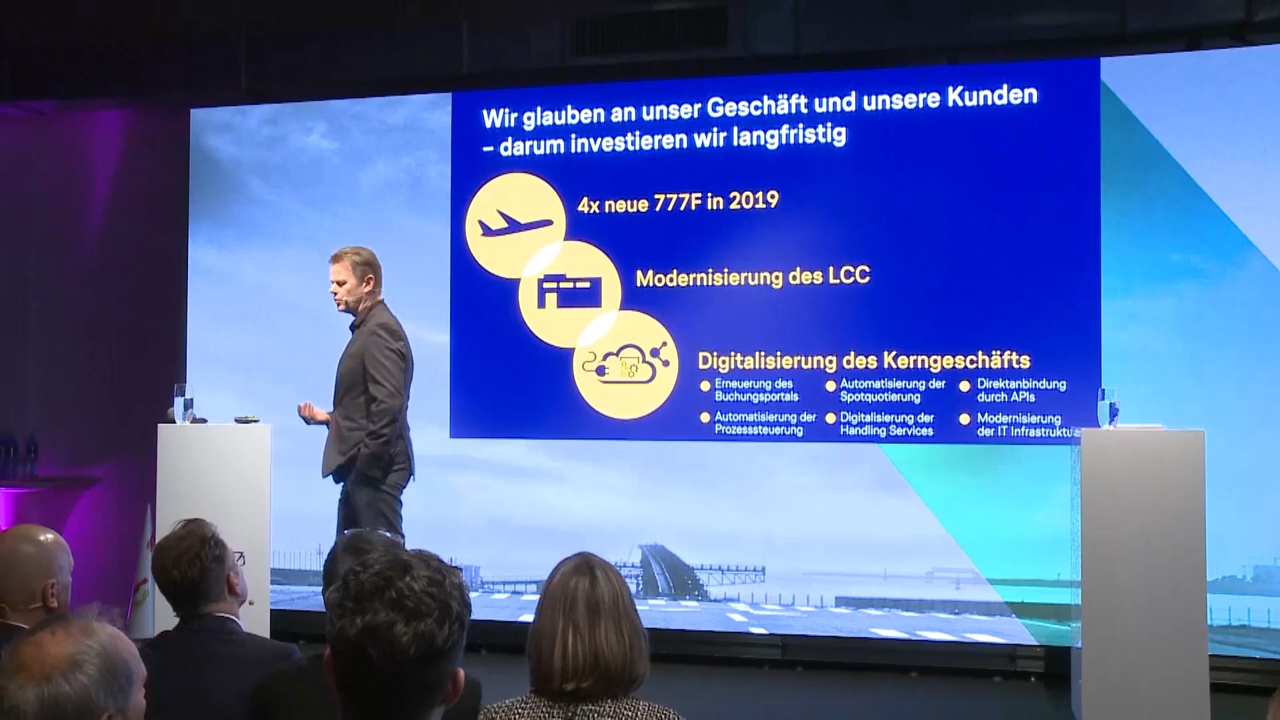 Wir glauben an unser Geschäft und unsere Kunden
– darum investieren wir langfristig
4x neue 777F in 2019
Modernisierung des LCC
Digitalisierung des Kerngeschäfts
Erneuerung des
Buchungsportals
Automatisierung der
Spotquotierung
Direktanbindung
durch APIs
Automatisierung der
Prozesssteuerung
Digitalisierung der
Handling Services
Modernisierung
der IT Infrastruktu